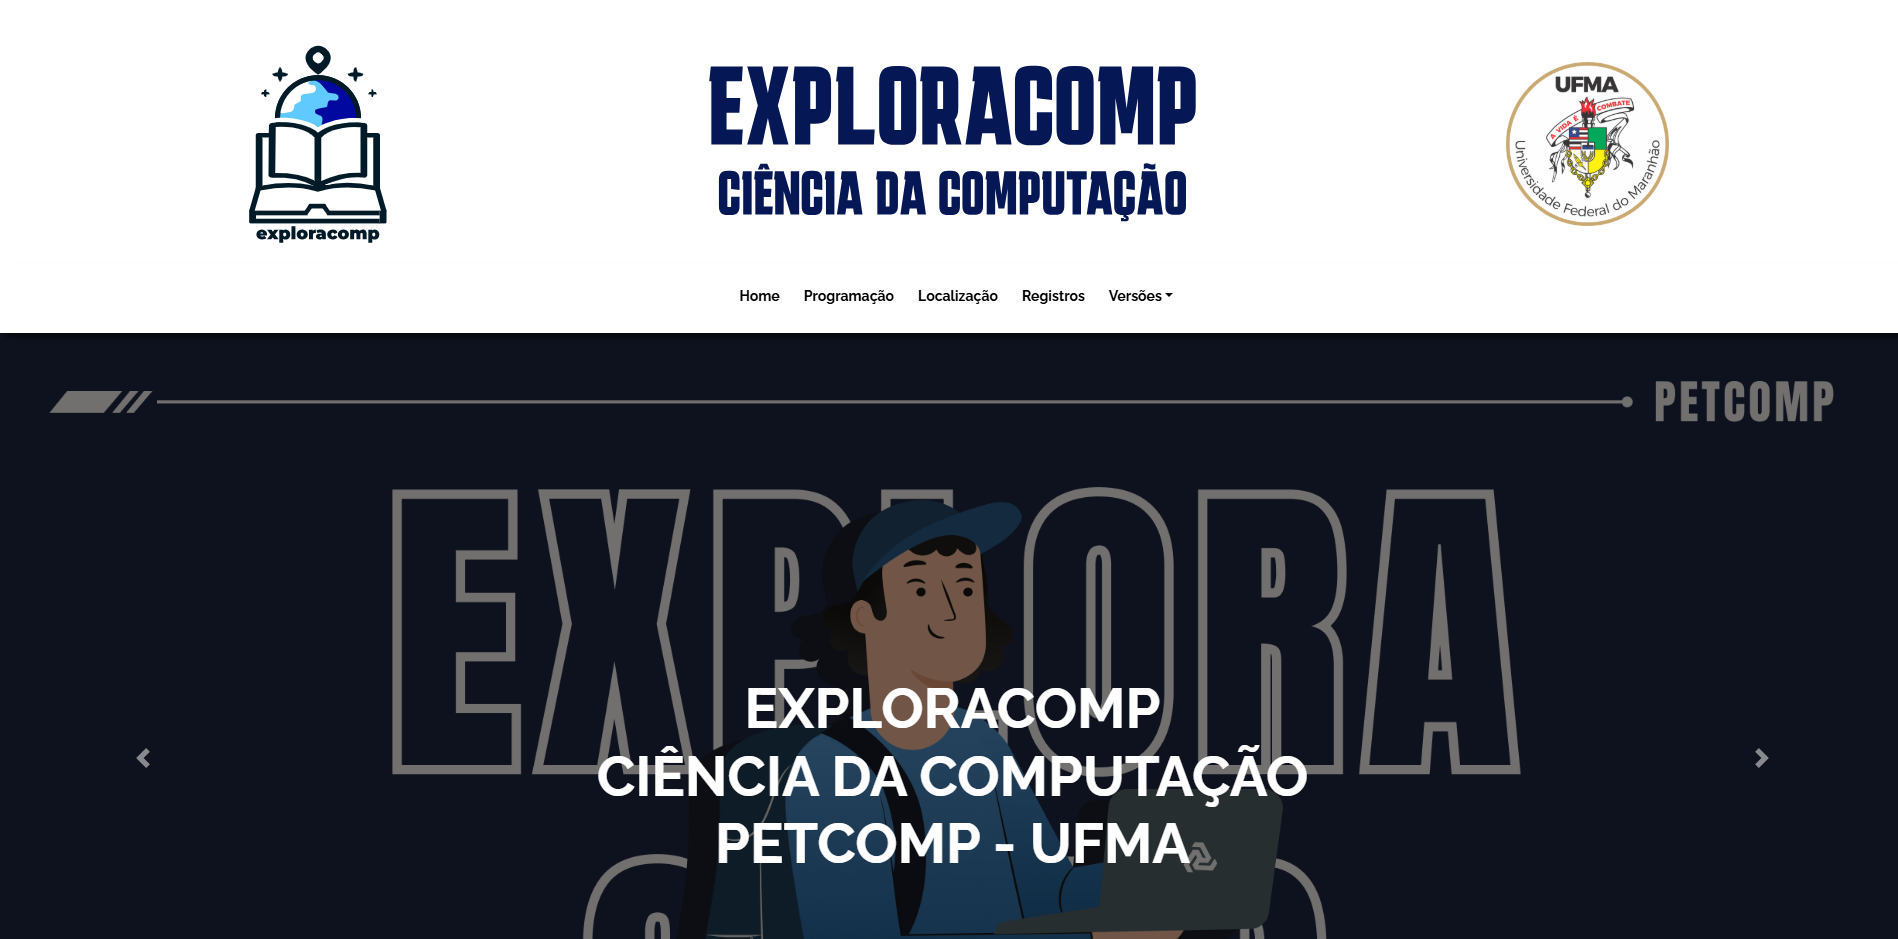 exploracomp
EXPLORACOMP
CIÊNCIA DA COMPUTAÇÃO
UFMA
A VIDA É COMBATE
Universidade Federal do Maranhão
Home Programação Localização Registros Versões
PETCOMP
EXPLORA
EXPLORACOMP
CIÊNCIA DA COMPUTAÇÃO
PETCOMP - UFMA